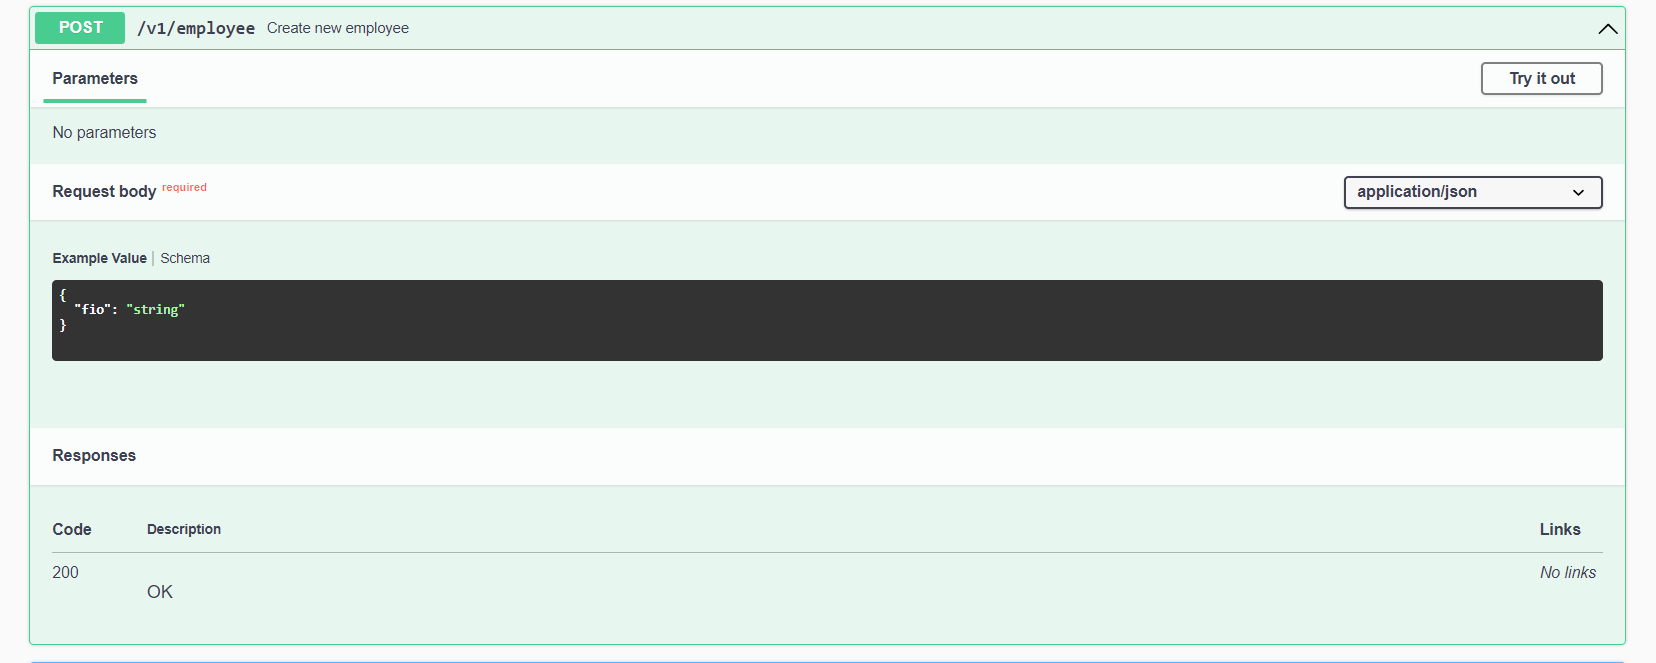 POST /v1/employee Create new employee
Parameters
Try it out
No parameters
Request body required
application/json
Example Value | Schema
{
"fio": "string"
}
Responses
Code Description Links
200 No links
OK